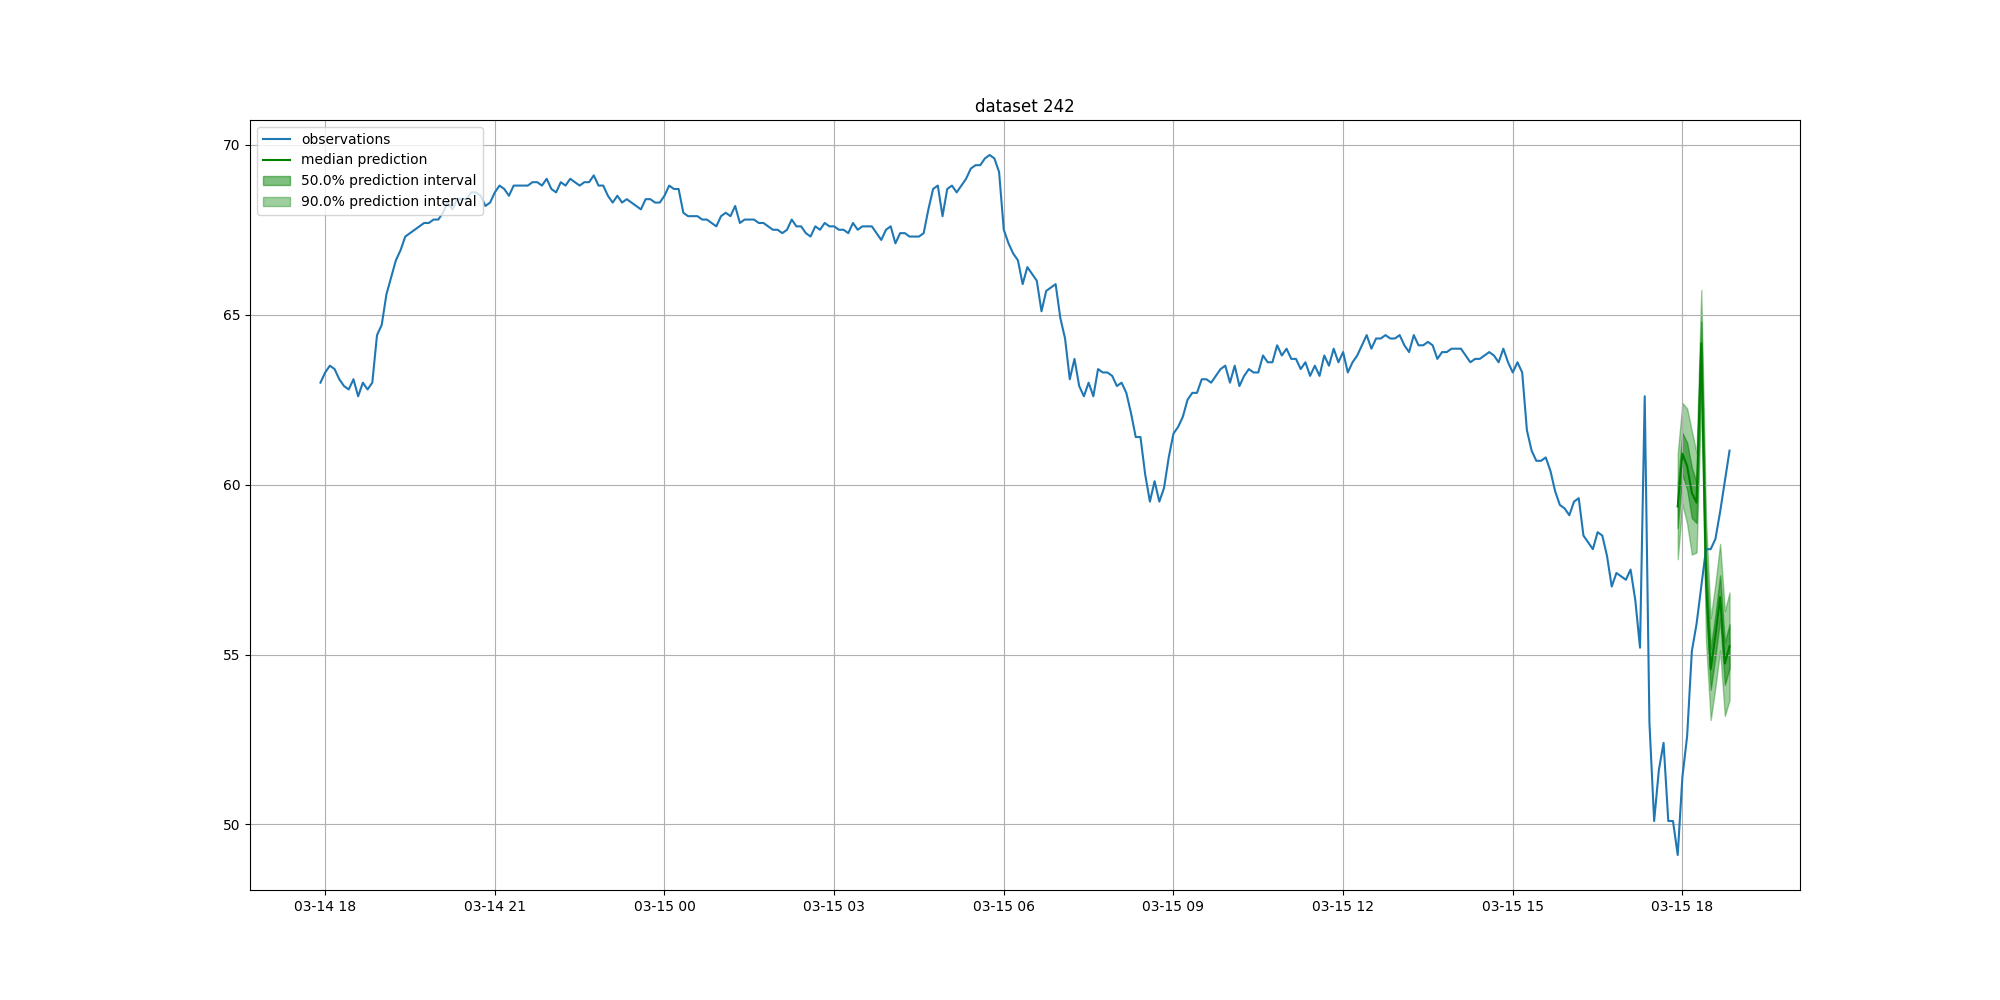 dataset 242
observations
median prediction
50.0% prediction interval
90.0% prediction interval
70
65
60
55
50
03-14 18
03-14 21
03-15 00
03-15 03
03-15 06
03-15 09
03-15 12
03-15 15
03-15 18